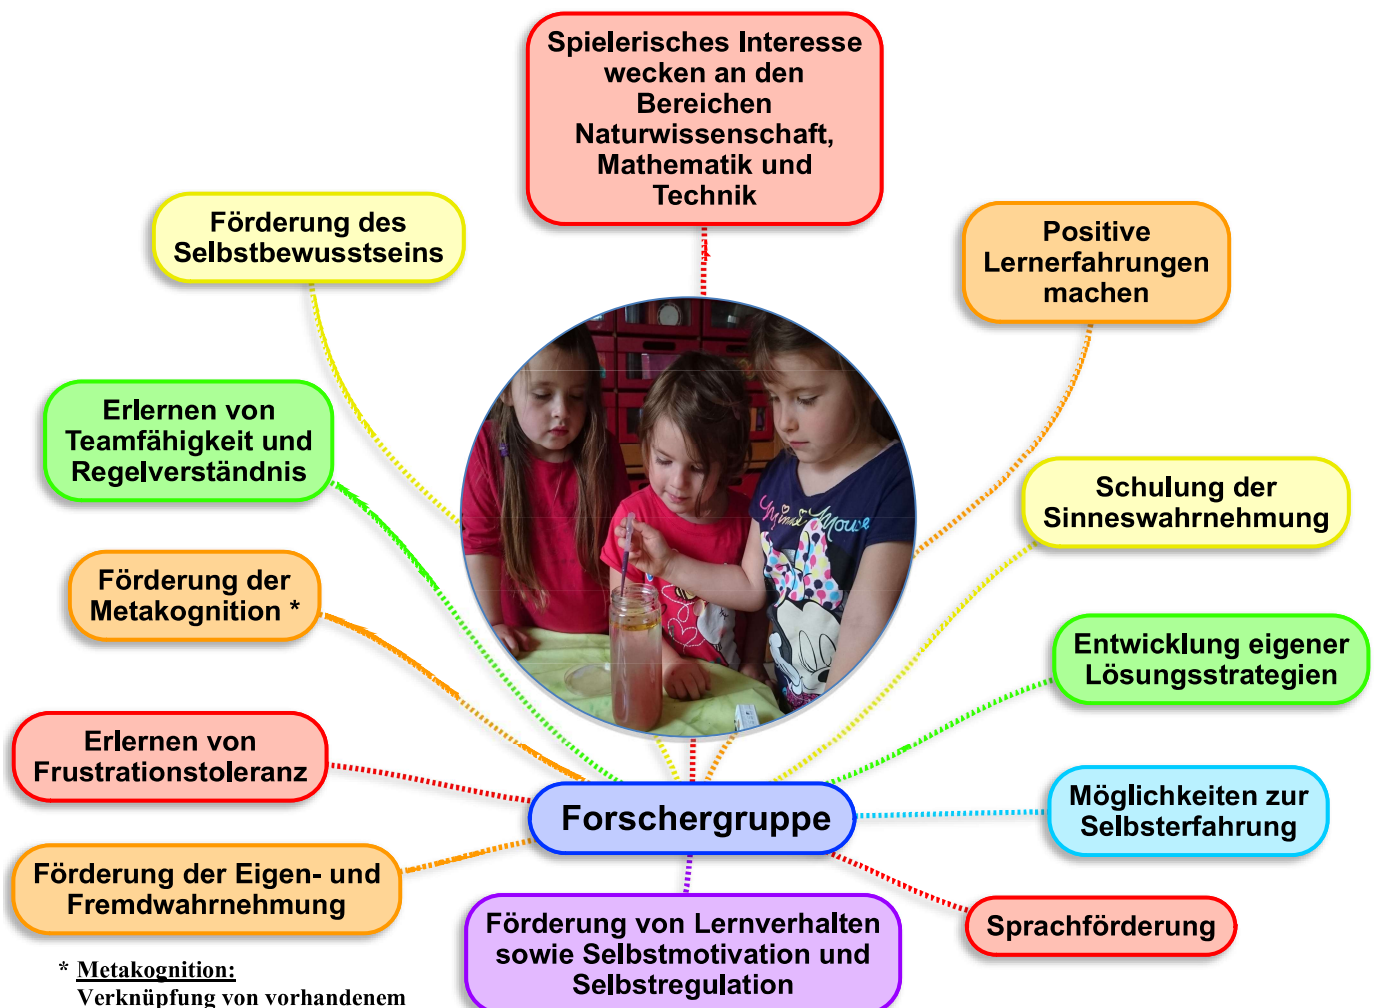 Spielerisches Interesse
wecken an den
Bereichen
Naturwissenschaft,
Mathematik und
Technik
Förderung des
Selbstbewusstseins
Positive
Lernerfahrungen
machen
Erlernen von
Teamfähigkeit und
Regelverständnis
Schulung der
Sinneswahrnehmung
Minnie Mouse
Förderung der
Metakognition *
Entwicklung eigener
Lösungsstrategien
Erlernen von
Frustrationstoleranz
Forschergruppe
Möglichkeiten zur
Selbsterfahrung
Förderung der Eigen- und
Fremdwahrnehmung
Förderung von Lernverhalten
sowie Selbstmotivation und
Selbstregulation
Sprachförderung
* Metakognition:
Verknüpfung von vorhandenem